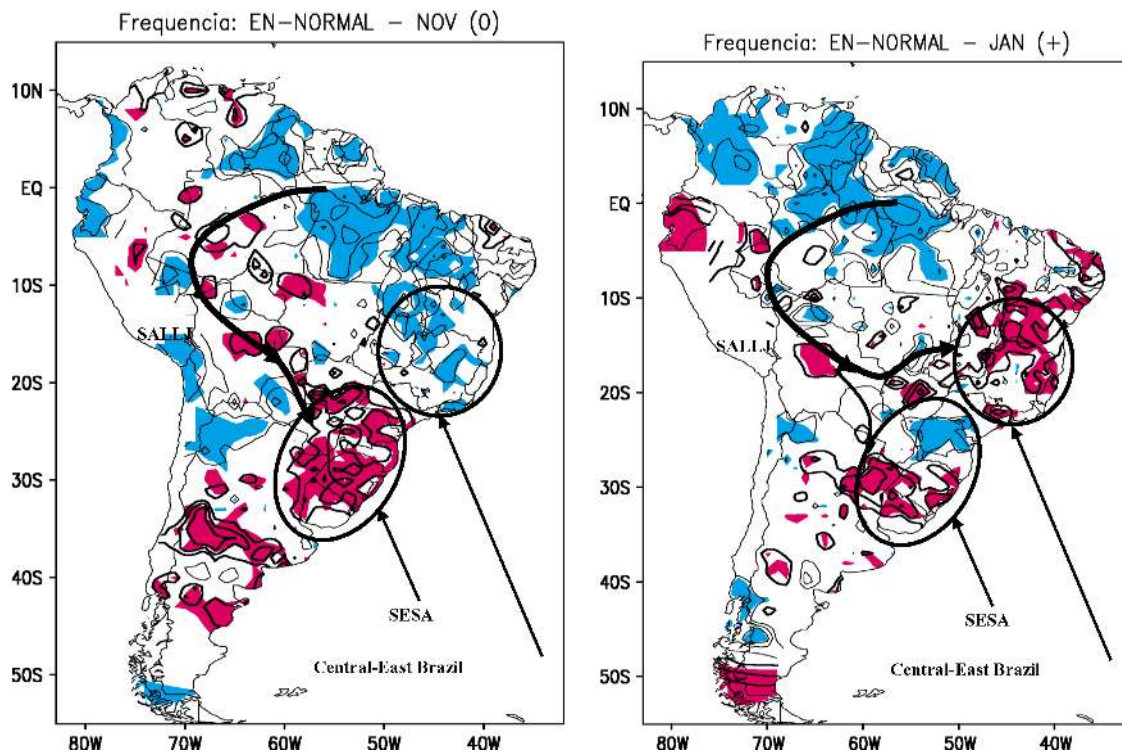 Frequencia: EN-NORMAL - NOV (0)
10N
EQ
10S
SALLJ
20S
30S
40S
SESA
Central-East Brazil
50S
80W 70W 60W 50W 40W
Frequencia: EN-NORMAL - JAN (+)
10N
EQ
10S
SALLJ
20S
30S
40S
SESA
Central-East Brazil
50S
80W 70W 60W 50W 40W